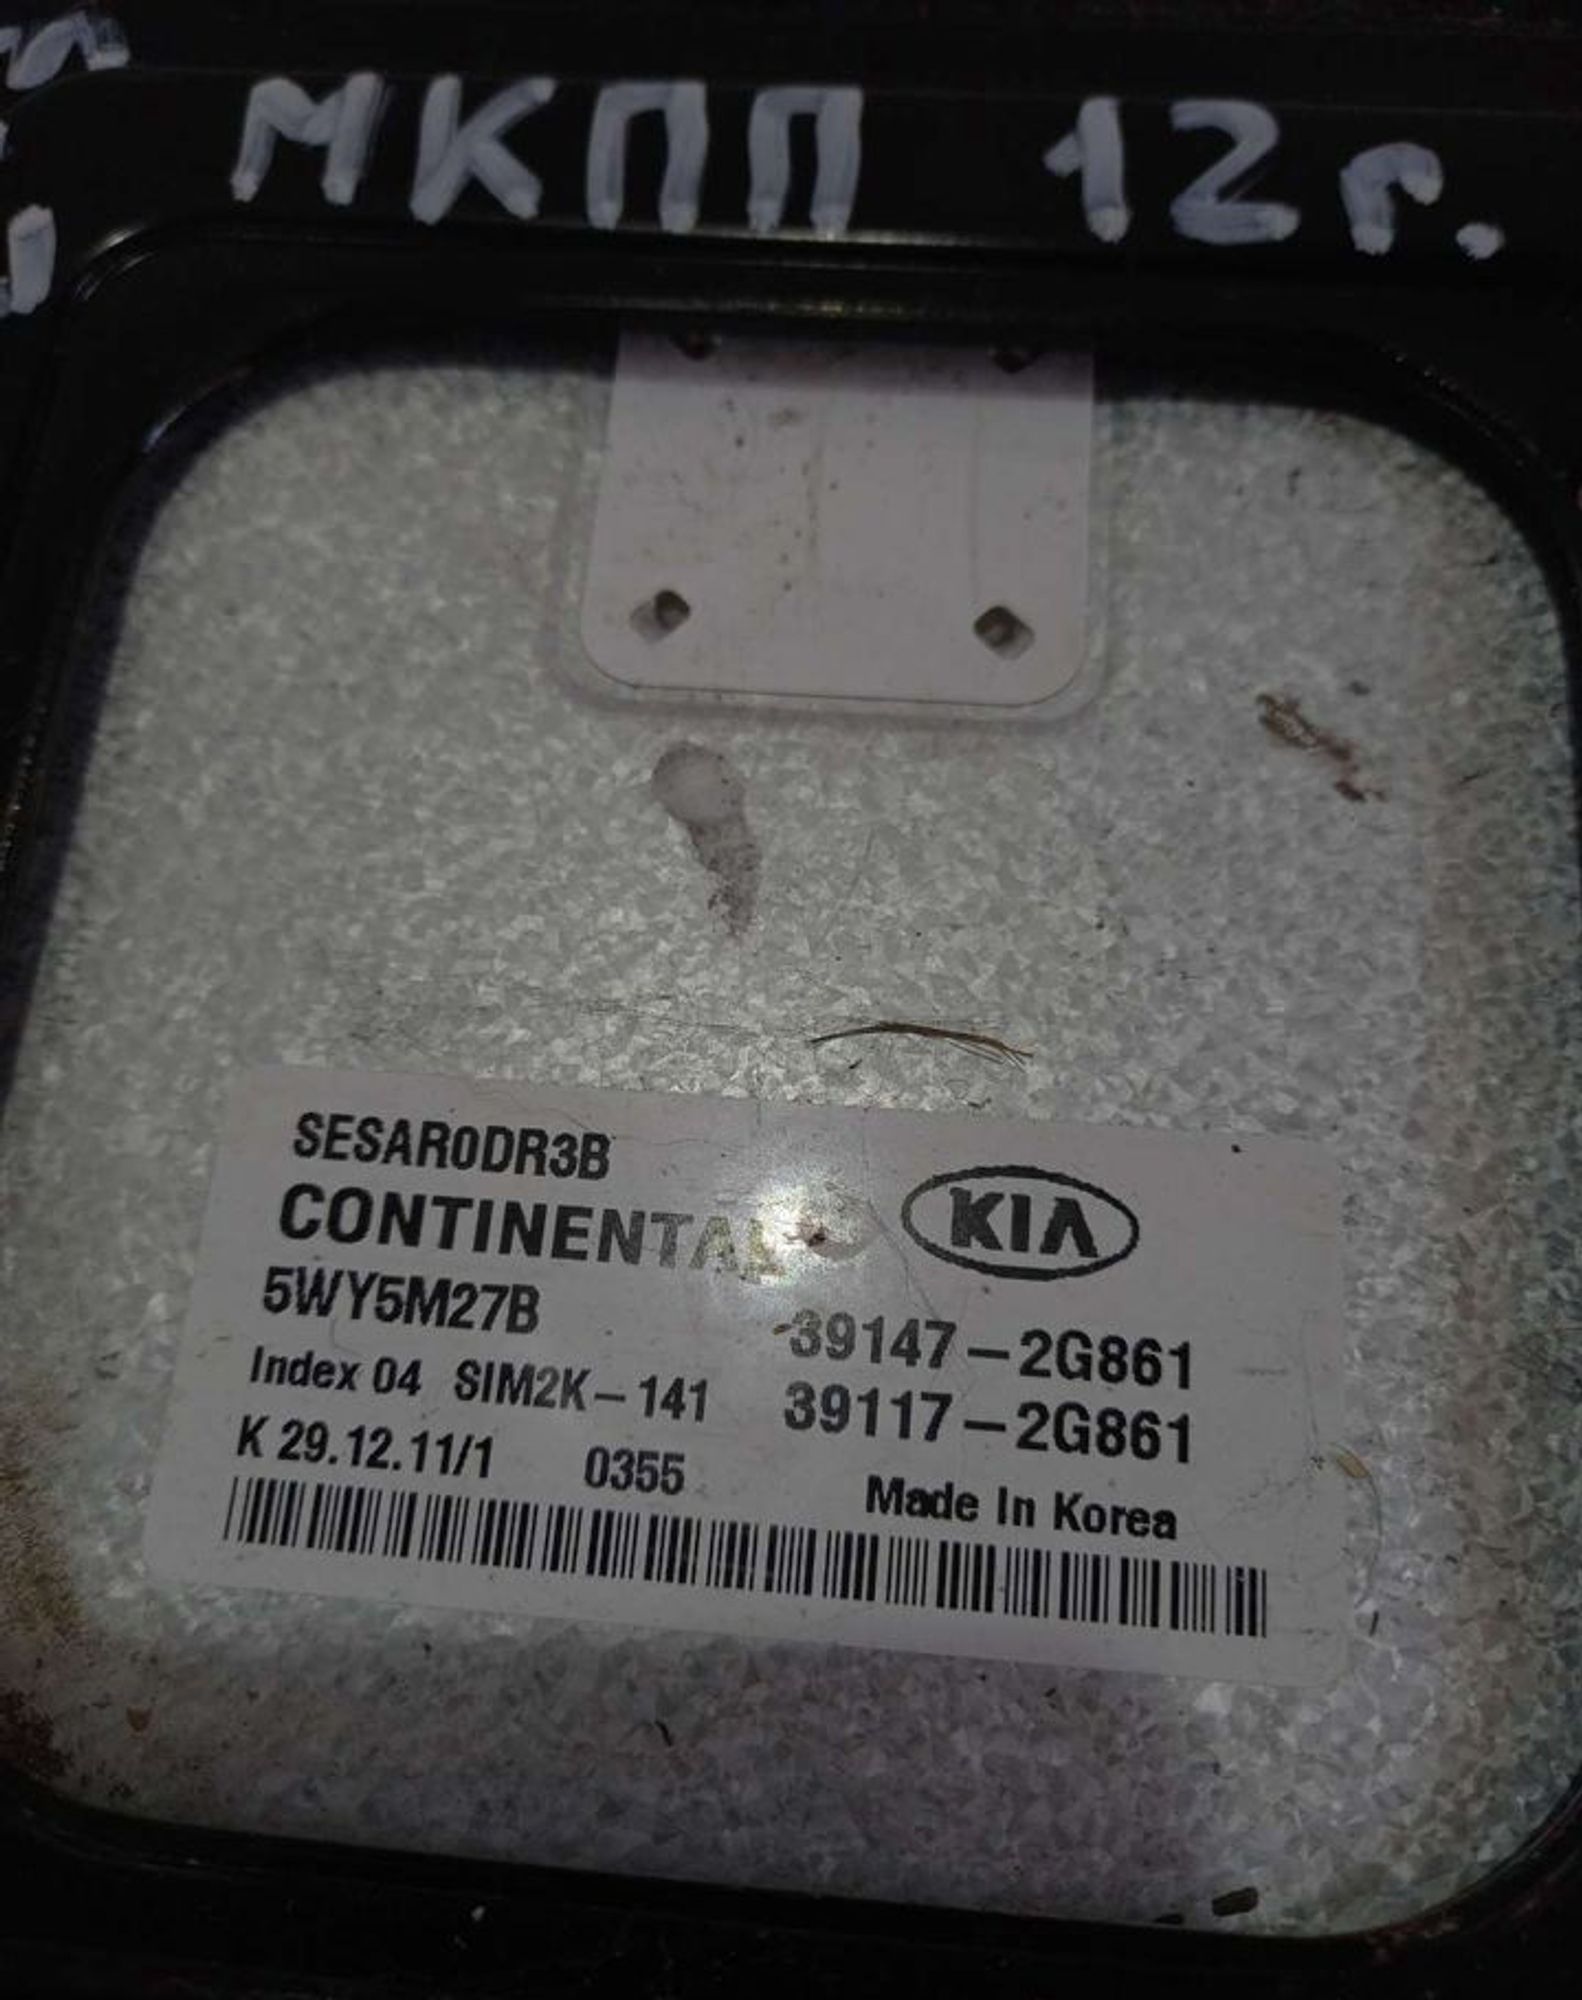 МКПП 12г.
SESAR0DR3B
CONTINENTAL
KIA
5WY5M27B
39147-2G861
Index 04 SIM2K-141
39117-2G861
K 29.12.11/1 0355
Made In Korea